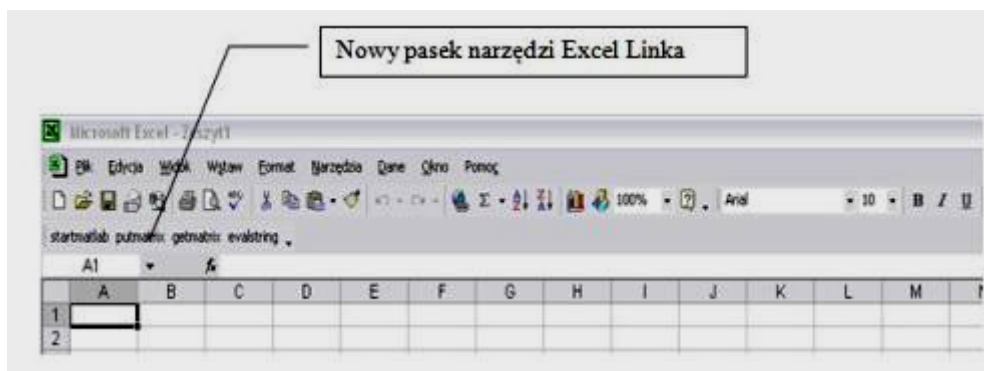 Nowy pasek narzędzi Excel Linka
Microsoft Excel - Zeszyt1
Plik Edycja Widok Wstaw Format Narzędzia Dane Okno Pomoc
100% Arial 10 B I U
startmatlab putmatrix getmatrix evalstring
A1 fx
A B C D E F G H I J K L M
1
2